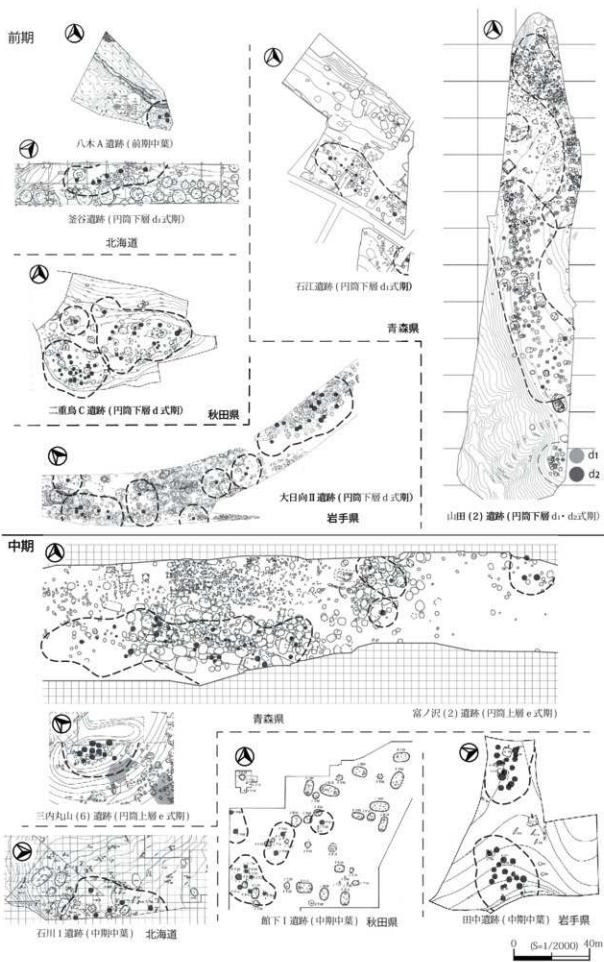 前期
八木A遺跡(前期中葉)
釜谷遺跡(円筒下層d₁式期)
北海道
石江遺跡(円筒下層d₁式期)
青森県
二重鳥C遺跡(円筒下層d式期)
秋田県
大日向Ⅱ遺跡(円筒下層d式期)
岩手県
d1
d2
山田(2)遺跡(円筒下層d₁・d₂式期)
中期
青森県
富ノ沢(2)遺跡(円筒上層e式期)
三内丸山(6)遺跡(円筒上層e式期)
石川1遺跡(中期中葉)
北海道
館下Ⅰ遺跡(中期中葉)
秋田県
田中遺跡(中期中葉)
岩手県
0 (S=1/2000) 40m